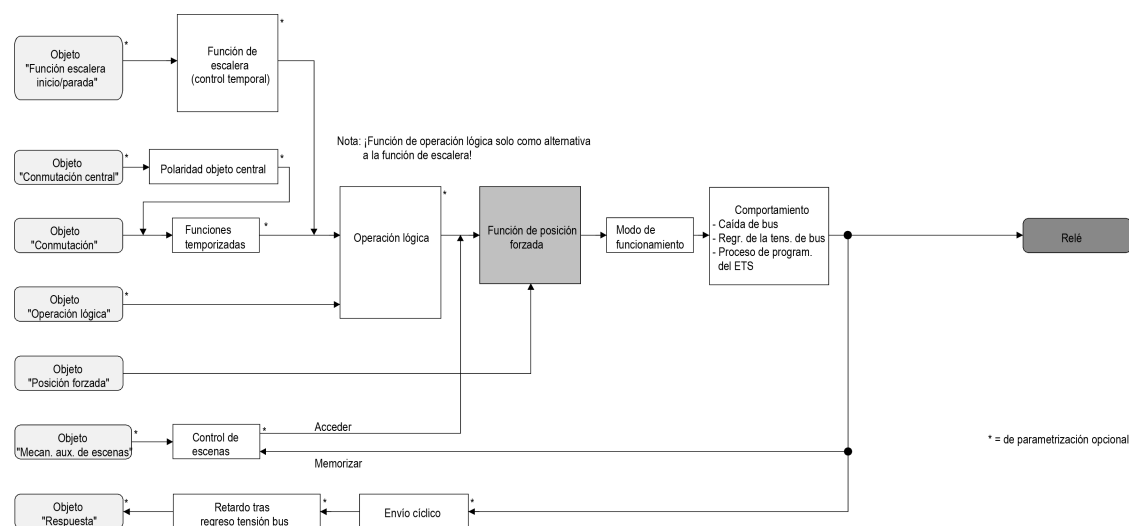 *
*
Objeto
"Función escalera
inicio/parada"
Función de
escalera
(control temporal)
Nota: ¡Función de operación lógica solo como alternativa
a la función de escalera!
Objeto
"Conmutación central"
*
Polaridad objeto central
*
*
Objeto
"Conmutación"
Funciones
temporizadas
*
Operación lógica
Función de posición
forzada
Modo de
funcionamiento
Comportamiento
- Caída de bus
- Regr. de la tens. de bus
- Proceso de program.
del ETS
Relé
Objeto
"Operación lógica"
*
Objeto
"Posición forzada"
Objeto
"Mecan. aux. de escenas"
*
Control de
escenas
*
Acceder
Memorizar
* = de parametrización opcional
Objeto
"Respuesta"
*
Retardo tras
regreso tensión bus
*
Envío cíclico
*